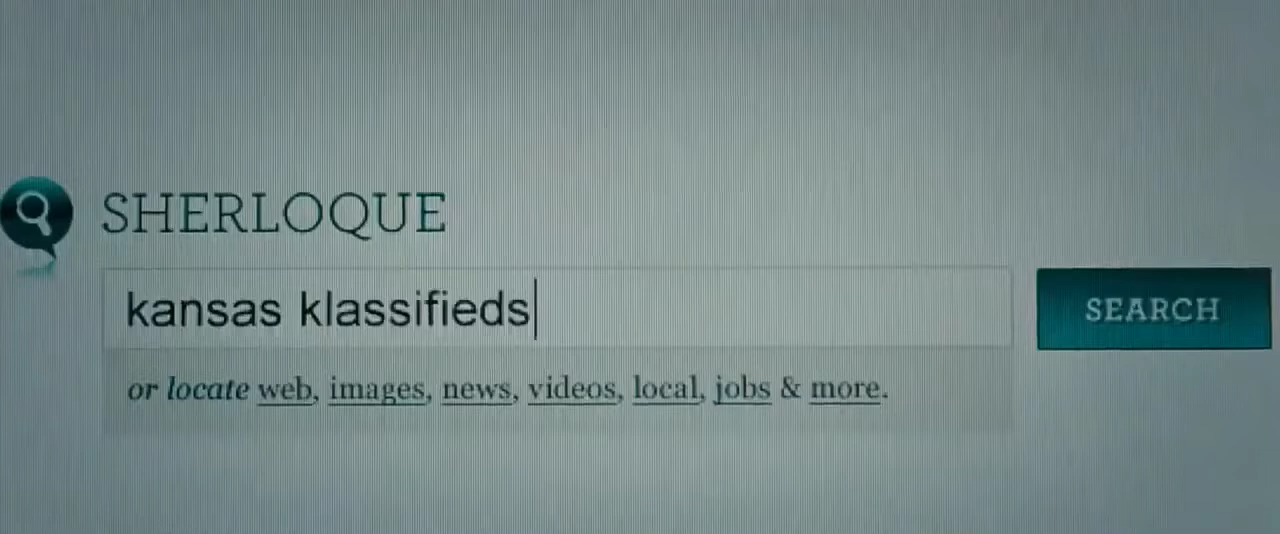 SHERLOQUE
kansas klassifieds
SEARCH
or locate web, images, news, videos, local, jobs & more.